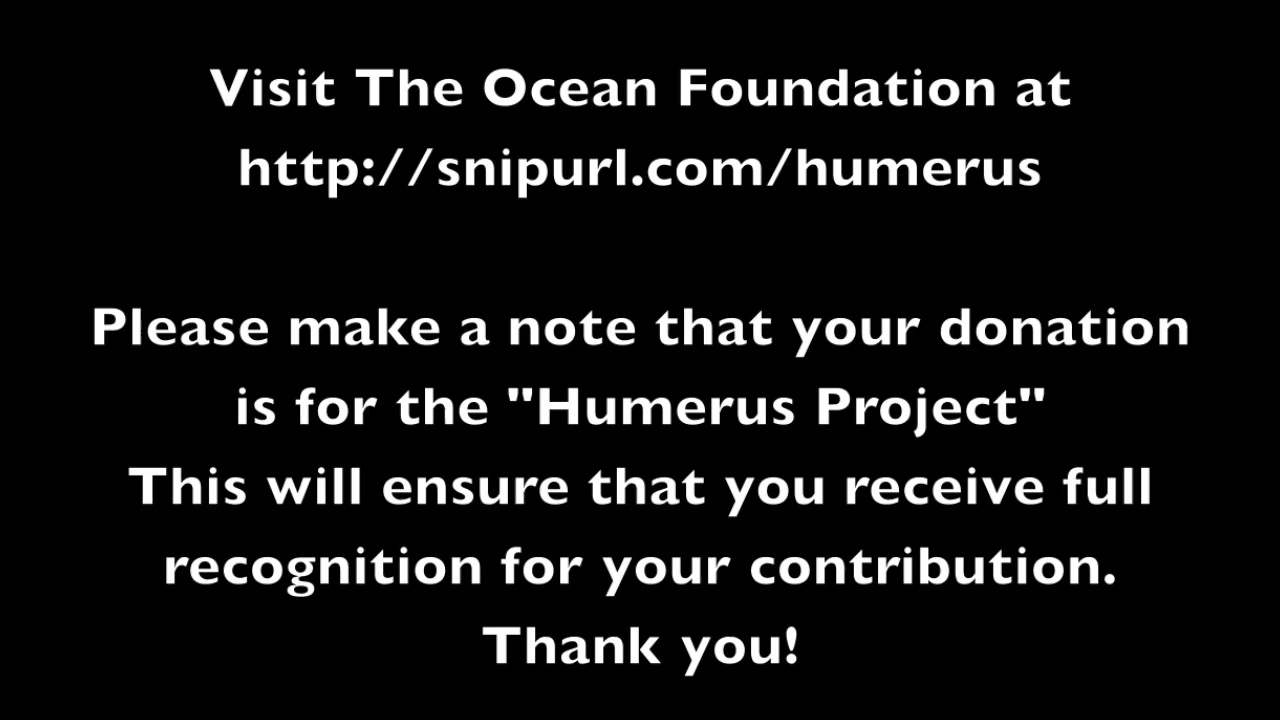 Visit The Ocean Foundation at
http://snipurl.com/humerus
Please make a note that your donation
is for the "Humerus Project"
This will ensure that you receive full
recognition for your contribution.
Thank you!